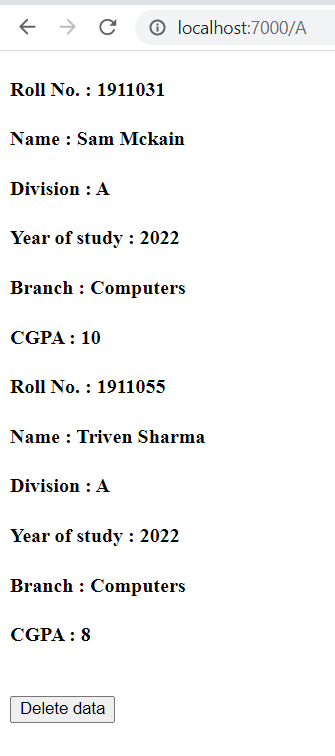 localhost:7000/A
Roll No. : 1911031
Name : Sam Mckain
Division : A
Year of study : 2022
Branch : Computers
CGPA : 10
Roll No. : 1911055
Name : Triven Sharma
Division : A
Year of study : 2022
Branch : Computers
CGPA : 8
Delete data